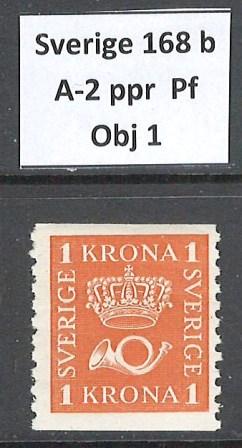 Sverige 168 b
A-2 ppr Pf
Obj 1
1 KRONA 1
SVERIGE
SVERIGE
1 KRONA 1